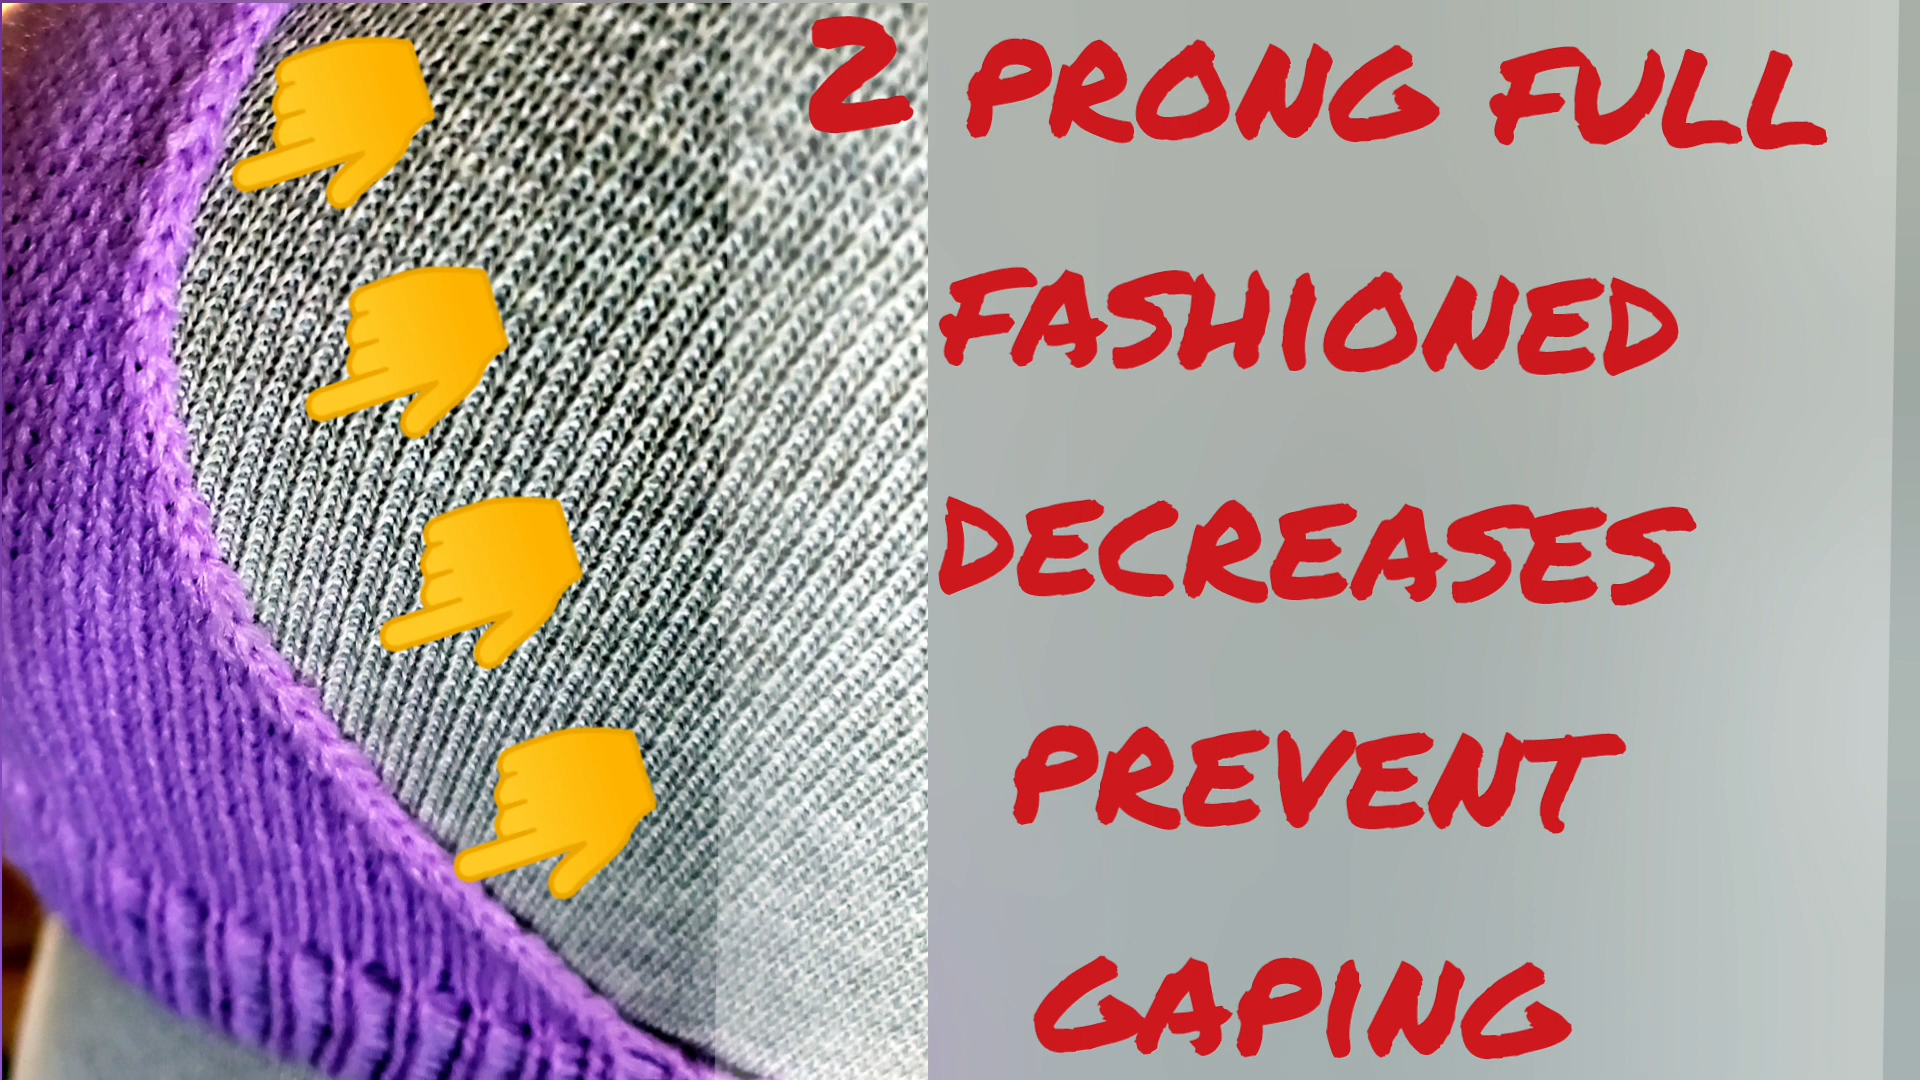 2 PRONG FULL
FASHIONED
DECREASES
PREVENT
GAPING